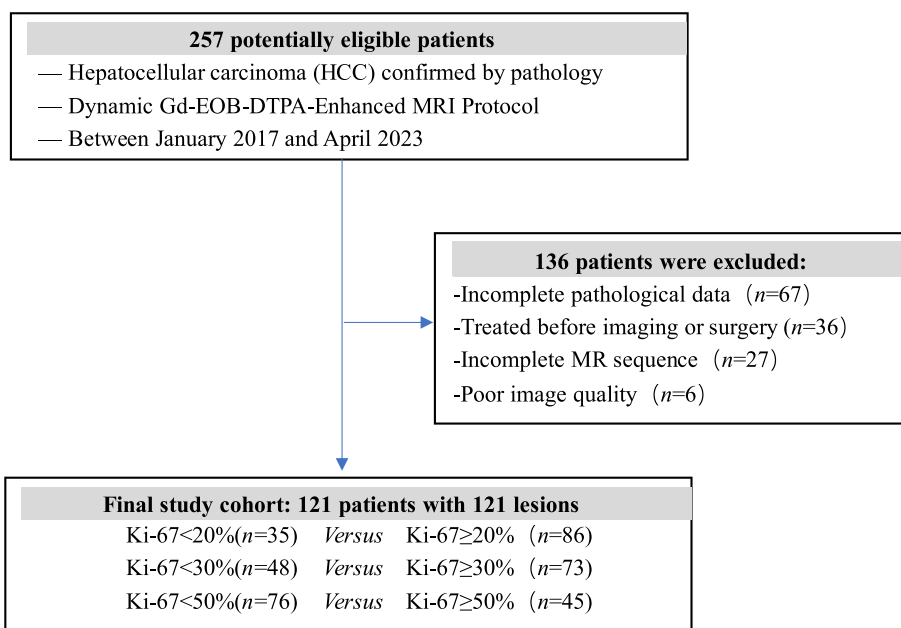 257 potentially eligible patients
— Hepatocellular carcinoma (HCC) confirmed by pathology
— Dynamic Gd-EOB-DTPA-Enhanced MRI Protocol
— Between January 2017 and April 2023
136 patients were excluded:
-Incomplete pathological data（n=67）
-Treated before imaging or surgery (n=36）
-Incomplete MR sequence（n=27）
-Poor image quality（n=6）
Final study cohort: 121 patients with 121 lesions
Ki-67<20%(n=35) Versus Ki-67≥20%（n=86）
Ki-67<30%(n=48) Versus Ki-67≥30%（n=73）
Ki-67<50%(n=76) Versus Ki-67≥50%（n=45）